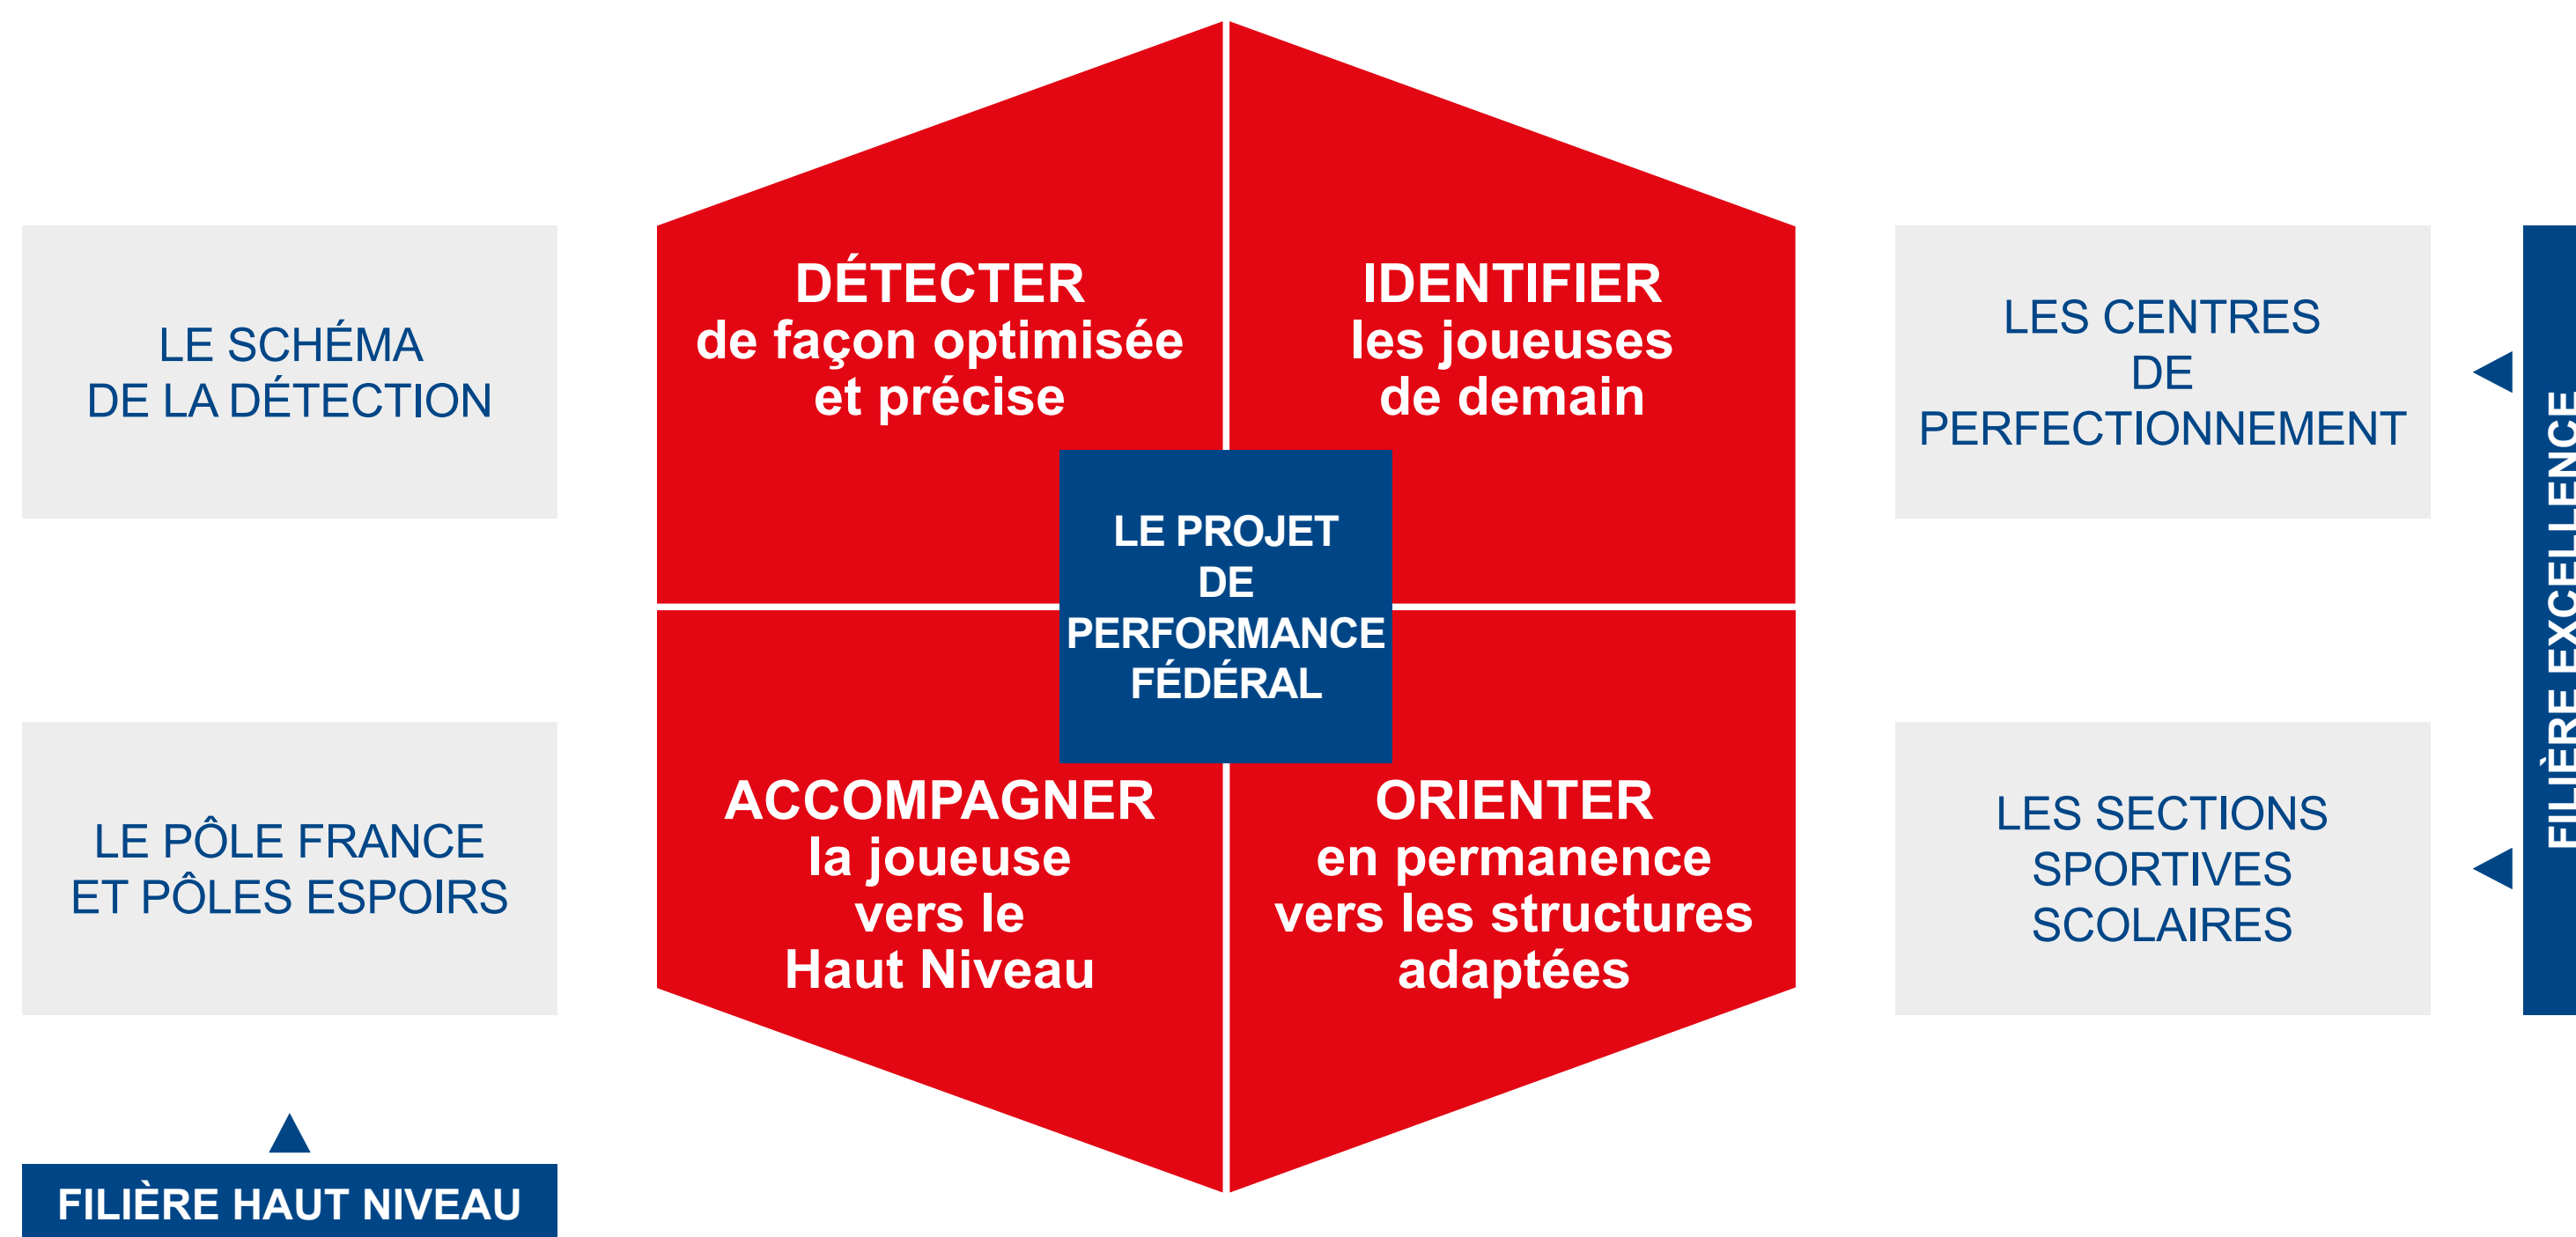 LE SCHÉMA
DE LA DÉTECTION
DÉTECTER
de façon optimisée
et précise
IDENTIFIER
les joueuses
de demain
LES CENTRES
DE
PERFECTIONNEMENT
LE PROJET
DE
PERFORMANCE
FÉDÉRAL
FILIÈRE EXCELLENCE
LE PÔLE FRANCE
ET PÔLES ESPOIRS
ACCOMPAGNER
la joueuse
vers le
Haut Niveau
ORIENTER
en permanence
vers les structures
adaptées
LES SECTIONS
SPORTIVES
SCOLAIRES
FILIÈRE HAUT NIVEAU